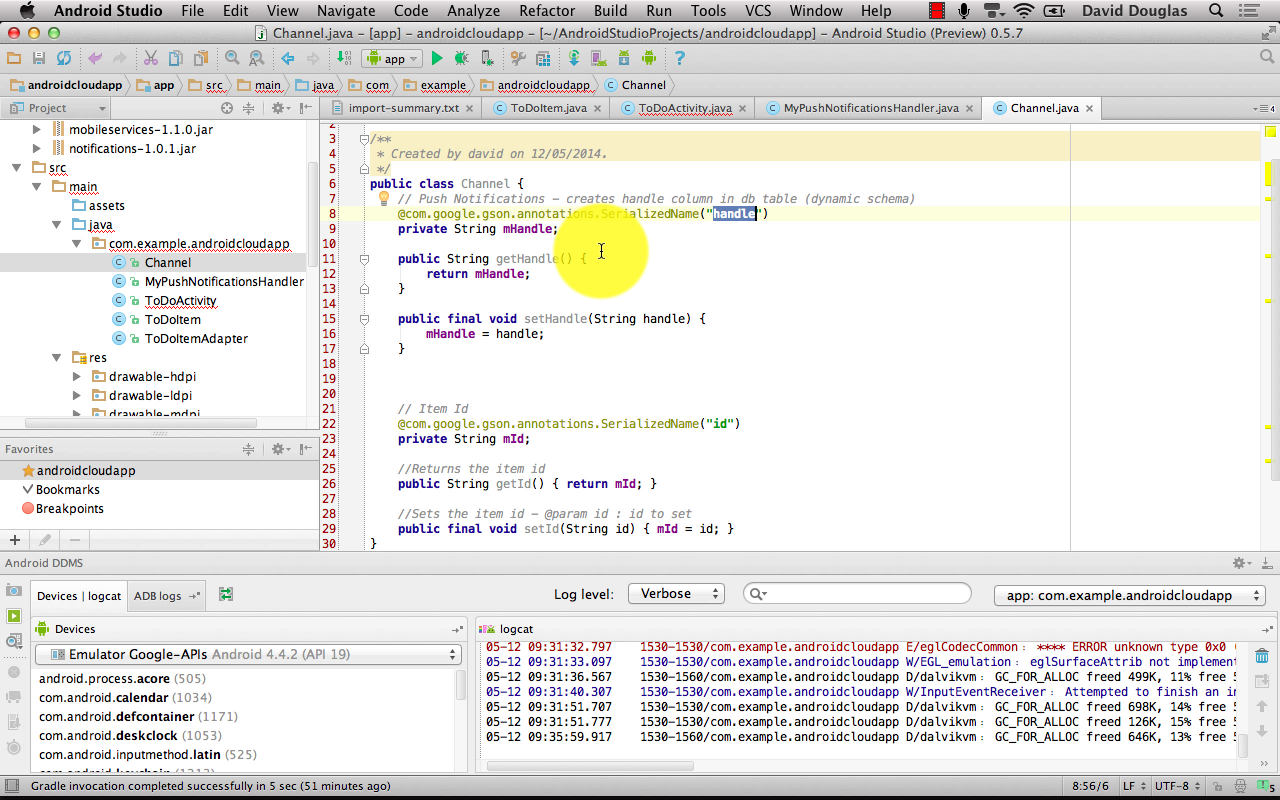 Android Studio File Edit View Navigate Code Analyze Refactor Build Run Tools VCS Window Help David Douglas
Channel.java - [app] - androidcloudapp - [~/AndroidStudioProjects/androidcloudapp] - Android Studio (Preview) 0.5.7
app
androidcloudapp app src main java com example androidcloudapp Channel
Project
import-summary.txt ToDoItem.java ToDoActivity.java MyPushNotificationsHandler.java Channel.java
mobileservices-1.1.0.jar
notifications-1.0.1.jar
src
main
assets
java
com.example.androidcloudapp
Channel
MyPushNotificationsHandler
ToDoActivity
ToDoItem
ToDoItemAdapter
res
drawable-hdpi
drawable-ldpi
drawable-mdpi
Favorites
androidcloudapp
Bookmarks
Breakpoints
2
3 /**
4 * Created by david on 12/05/2014.
5 */
6 public class Channel {
7 // Push Notifications - creates handle column in db table (dynamic schema)
8 @com.google.gson.annotations.SerializedName("handle")
9 private String mHandle;
10
11 public String getHandle() {
12 return mHandle;
13 }
14
15 public final void setHandle(String handle) {
16 mHandle = handle;
17 }
18
19
20
21 // Item Id
22 @com.google.gson.annotations.SerializedName("id")
23 private String mId;
24
25 //Returns the item id
26 public String getId() { return mId; }
27
28 //Sets the item id - @param id : id to set
29 public final void setId(String id) { mId = id; }
30 }
Android DDMS
Devices | logcat ADB logs Log level: Verbose app: com.example.androidcloudapp
Devices
Emulator Google-APIs Android 4.4.2 (API 19)
android.process.acore (505)
com.android.calendar (1034)
com.android.defcontainer (1171)
com.android.deskclock (1053)
com.android.inputmethod.latin (525)
logcat
05-12 09:31:32.797 1530-1530/com.example.androidcloudapp E/eglCodecCommon: **** ERROR unknown type 0x0 (
05-12 09:31:33.097 1530-1530/com.example.androidcloudapp W/EGL_emulation: eglSurfaceAttrib not implement
05-12 09:31:36.567 1530-1560/com.example.androidcloudapp D/dalvikvm: GC_FOR_ALLOC freed 499K, 11% free
05-12 09:31:40.307 1530-1530/com.example.androidcloudapp W/InputEventReceiver: Attempted to finish an in
05-12 09:31:51.707 1530-1560/com.example.androidcloudapp D/dalvikvm: GC_FOR_ALLOC freed 698K, 14% free
05-12 09:31:51.777 1530-1560/com.example.androidcloudapp D/dalvikvm: GC_FOR_ALLOC freed 126K, 15% free
05-12 09:35:59.917 1530-1560/com.example.androidcloudapp D/dalvikvm: GC_FOR_ALLOC freed 646K, 13% free
Gradle invocation completed successfully in 5 sec (51 minutes ago) 8:56/6 LF UTF-8